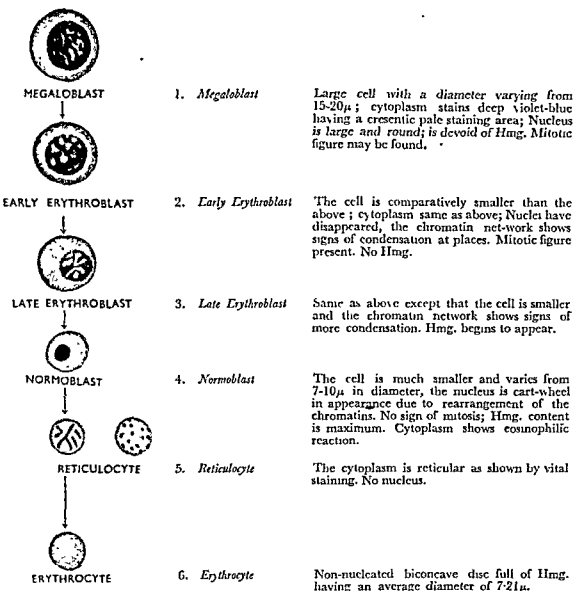 MEGALOBLAST
1. Megaloblast
Large cell with a diameter varying from
15-20μ ; cytoplasm stains deep violet-blue
having a cresentic pale staining area; Nucleus
is large and round; is devoid of Hmg. Mitotic
figure may be found.
EARLY ERYTHROBLAST
2. Early Erythroblast
The cell is comparatively smaller than the
above ; cytoplasm same as above; Nuclei have
disappeared, the chromatin net-work shows
signs of condensation at places. Mitotic figure
present. No Hmg.
LATE ERYTHROBLAST
3. Late Erythroblast
Same as above except that the cell is smaller
and the chromatin network shows signs of
more condensation. Hmg. begins to appear.
NORMOBLAST
4. Normoblast
The cell is much smaller and varies from
7-10μ in diameter, the nucleus is cart-wheel
in appearance due to rearrangement of the
chromatins. No sign of mitosis; Hmg. content
is maximum. Cytoplasm shows eosinophilic
reaction.
RETICULOCYTE
5. Reticulocyte
The cytoplasm is reticular as shown by vital
staining. No nucleus.
ERYTHROCYTE
6. Erythrocyte
Non-nucleated biconcave disc full of Hmg.
having an average diameter of 7·21μ.